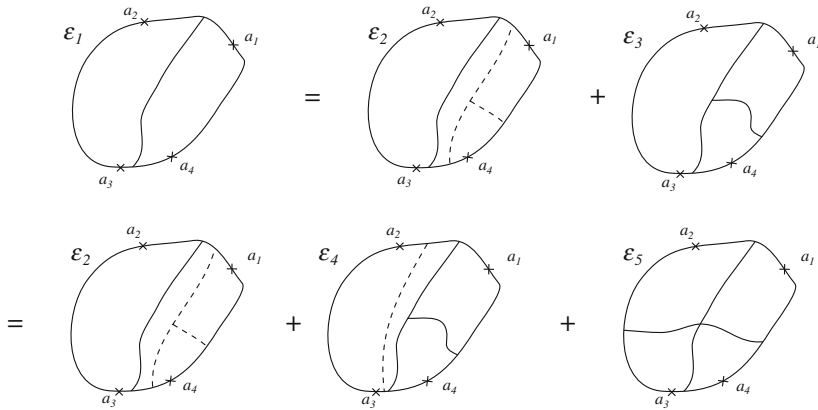 ε₁ a₂ a₁ a₃ a₄ = ε₂ a₂ a₁ a₃ a₄ + ε₃ a₂ a₁ a₃ a₄
= ε₂ a₂ a₁ a₃ a₄ + ε₄ a₂ a₁ a₃ a₄ + ε₅ a₂ a₁ a₃ a₄